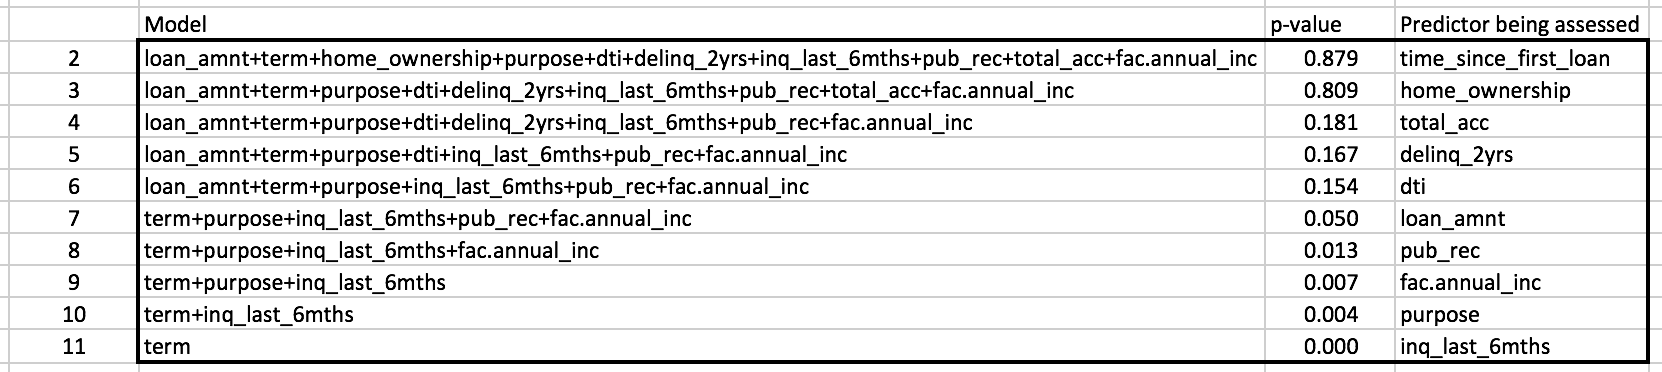 Model p-value Predictor being assessed
2 loan_amnt+term+home_ownership+purpose+dti+delinq_2yrs+inq_last_6mths+pub_rec+total_acc+fac.annual_inc 0.879 time_since_first_loan
3 loan_amnt+term+purpose+dti+delinq_2yrs+inq_last_6mths+pub_rec+total_acc+fac.annual_inc 0.809 home_ownership
4 loan_amnt+term+purpose+dti+delinq_2yrs+inq_last_6mths+pub_rec+fac.annual_inc 0.181 total_acc
5 loan_amnt+term+purpose+dti+inq_last_6mths+pub_rec+fac.annual_inc 0.167 delinq_2yrs
6 loan_amnt+term+purpose+inq_last_6mths+pub_rec+fac.annual_inc 0.154 dti
7 term+purpose+inq_last_6mths+pub_rec+fac.annual_inc 0.050 loan_amnt
8 term+purpose+inq_last_6mths+fac.annual_inc 0.013 pub_rec
9 term+purpose+inq_last_6mths 0.007 fac.annual_inc
10 term+inq_last_6mths 0.004 purpose
11 term 0.000 inq_last_6mths